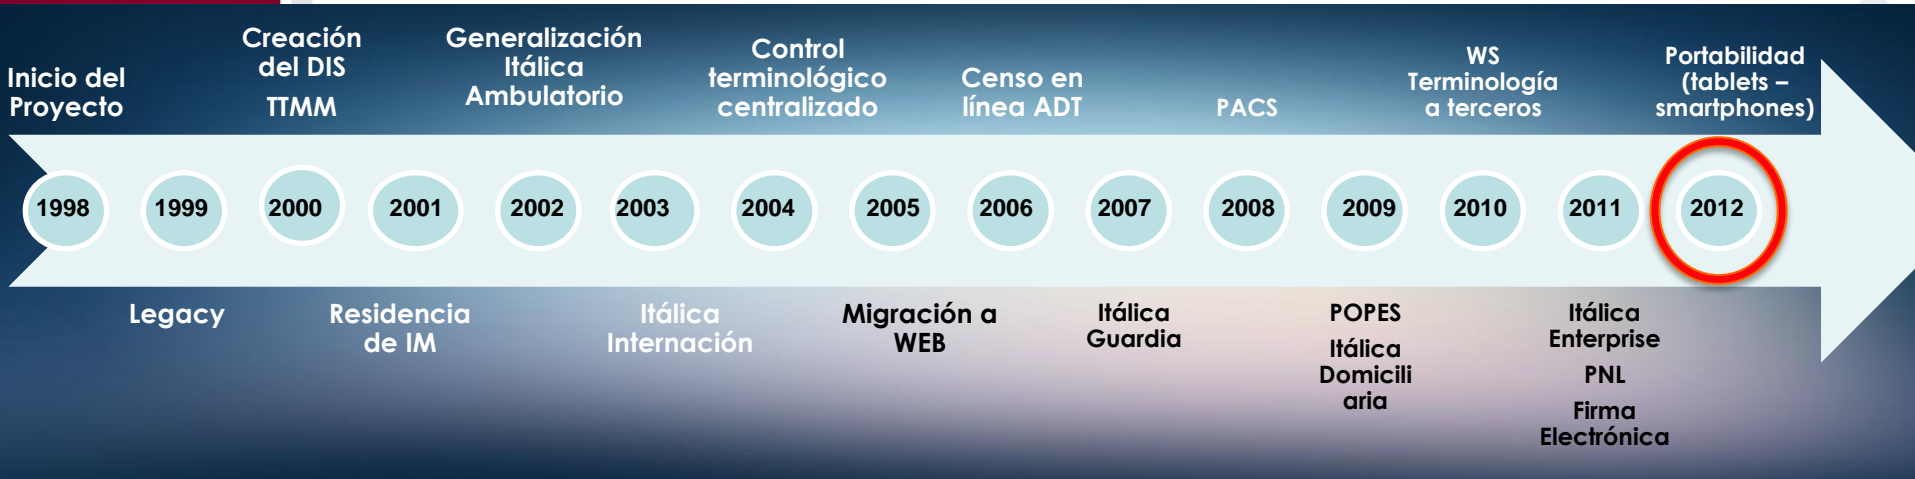 Inicio del
Proyecto
Creación
del DIS
TTMM
Generalización
Itálica
Ambulatorio
Control
terminológico
centralizado
Censo en
línea ADT
PACS
WS
Terminología
a terceros
Portabilidad
(tablets –
smartphones)
1998 1999 2000 2001 2002 2003 2004 2005 2006 2007 2008 2009 2010 2011 2012
Legacy
Residencia
de IM
Itálica
Internación
Migración a
WEB
Itálica
Guardia
POPES
Itálica
Domicili
aria
Itálica
Enterprise
PNL
Firma
Electrónica